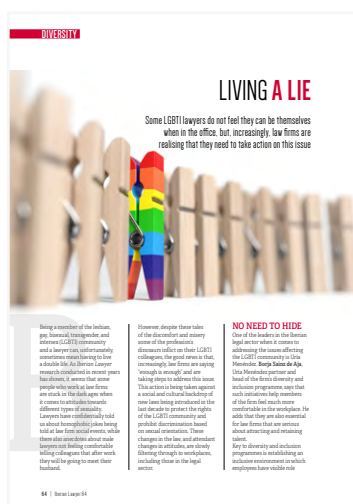 DIVERSITY
LIVING A LIE
Some LGBTI lawyers do not feel they can be themselves
when in the office, but, increasingly, law firms are
realising that they need to take action on this issue
Being a member of the lesbian,
gay, bisexual, transgender, and
intersex (LGBTI) community
and a lawyer can, unfortunately,
sometimes mean having to live
a double life. As Iberian Lawyer
research conducted in recent years
has shown, it seems that some
people who work at law firms
are stuck in the dark ages when
it comes to attitudes towards
different types of sexuality.
Lawyers have confidentially told
us about homophobic jokes being
told at law firm social events, while
there also anecdotes about male
lawyers not feeling comfortable
telling colleagues that after work
they will be going to meet their
husband.
However, despite these tales
of the discomfort and misery
some of the profession's
dinosaurs inflict on their LGBTI
colleagues, the good news is that,
increasingly, law firms are saying
"enough is enough" and are
taking steps to address this issue.
This action is being taken against
a social and cultural backdrop of
new laws being introduced in the
last decade to protect the rights
of the LGBTI community and
prohibit discrimination based
on sexual orientation. These
changes in the law, and attendant
changes in attitudes, are slowly
filtering through to workplaces,
including those in the legal
sector.
NO NEED TO HIDE
One of the leaders in the Iberian
legal sector when it comes to
addressing the issues affecting
the LGBTI community is Uría
Menéndez. Borja Sainz de Aja,
Uría Menéndez partner and
head of the firm's diversity and
inclusion programme, says that
such initiatives help members
of the firm feel much more
comfortable in the workplace. He
adds that they are also essential
for law firms that are serious
about attracting and retaining
talent.
Key to diversity and inclusion
programmes is establishing an
inclusive environment in which
employees have visible role
54 | Iberian Lawyer 84